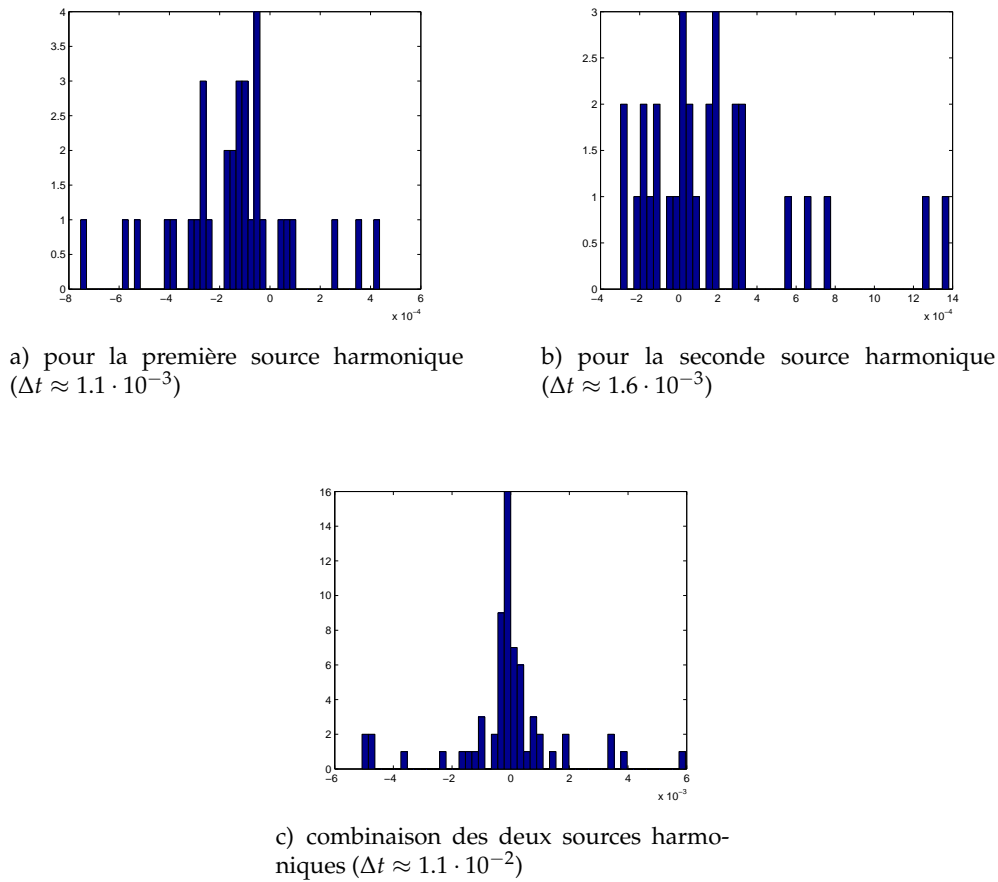 4
3.5
3
2.5
2
1.5
1
0.5
0
−8 −6 −4 −2 0 2 4 6
x 10⁻⁴
3
2.5
2
1.5
1
0.5
0
−4 −2 0 2 4 6 8 10 12 14
x 10⁻⁴
a) pour la première source harmonique
(Δt ≈ 1.1 · 10⁻³)
b) pour la seconde source harmonique
(Δt ≈ 1.6 · 10⁻³)
16
14
12
10
8
6
4
2
0
−6 −4 −2 0 2 4 6
x 10⁻³
c) combinaison des deux sources harmo-
niques (Δt ≈ 1.1 · 10⁻²)